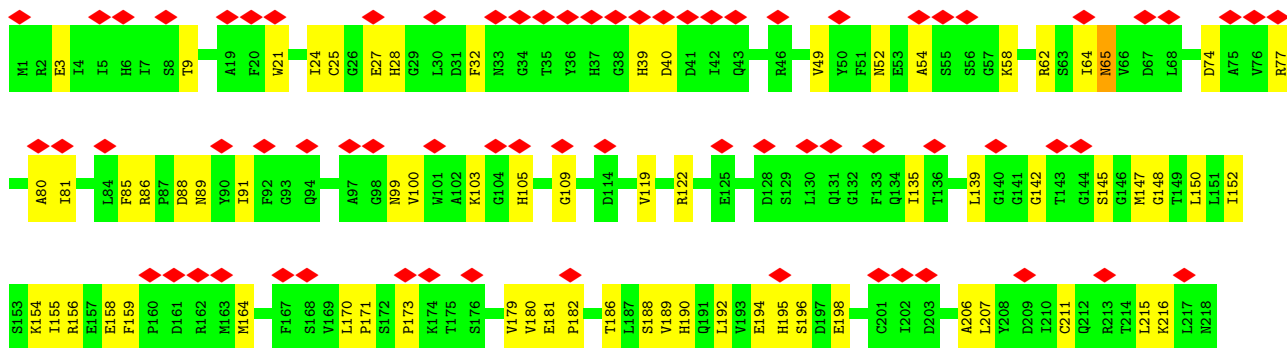 M1 R2 E3 I4 I5 H6 I7 S8 T9 A19 F20 W21 I24 C25 G26 E27 H28 G29 L30 D31 F32 N33 G34 T35 Y36 H37 G38 H39 D40 D41 I42 Q43 R46 V49 Y50 F51 N52 E53 A54 S55 S56 G57 K58 R62 S63 I64 N65 V66 D67 L68 D74 A75 V76 R77
A80 I81 L84 F85 R86 P87 D88 N89 Y90 I91 F92 G93 Q94 A97 G98 N99 V100 W101 A102 K103 G104 H105 G109 D114 V119 R122 E125 D128 S129 L130 Q131 G132 F133 Q134 I135 T136 L139 G140 G141 G142 T143 G144 S145 G146 M147 G148 T149 L150 L151 I152
S153 K154 I155 R156 E157 E158 F159 P160 D161 R162 M163 M164 F167 S168 V169 L170 P171 S172 P173 K174 T175 S176 V179 V180 E181 P182 T186 L187 S188 V189 H190 Q191 L192 V193 E194 H195 S196 D197 E198 C201 I202 D203 A206 L207 Y208 D209 I210 C211 Q212 R213 T214 L215 K216 L217 N218